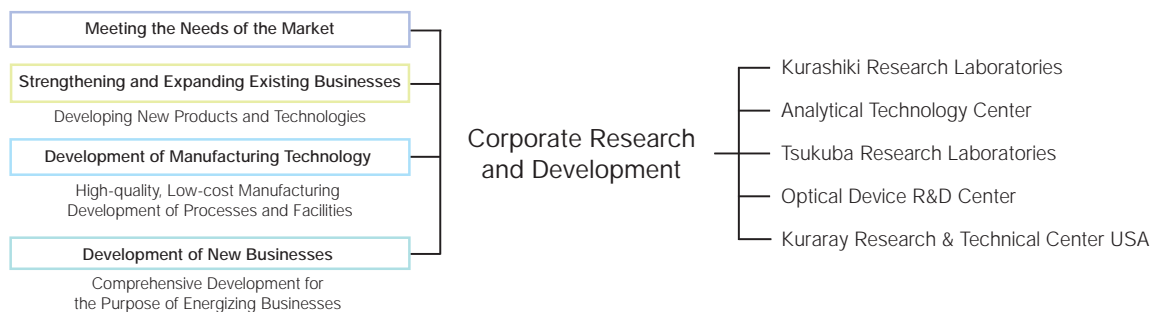 Meeting the Needs of the Market
Strengthening and Expanding Existing Businesses
Developing New Products and Technologies
Development of Manufacturing Technology
High-quality, Low-cost Manufacturing
Development of Processes and Facilities
Development of New Businesses
Comprehensive Development for
the Purpose of Energizing Businesses
Corporate Research
and Development
Kurashiki Research Laboratories
Analytical Technology Center
Tsukuba Research Laboratories
Optical Device R&D Center
Kuraray Research & Technical Center USA